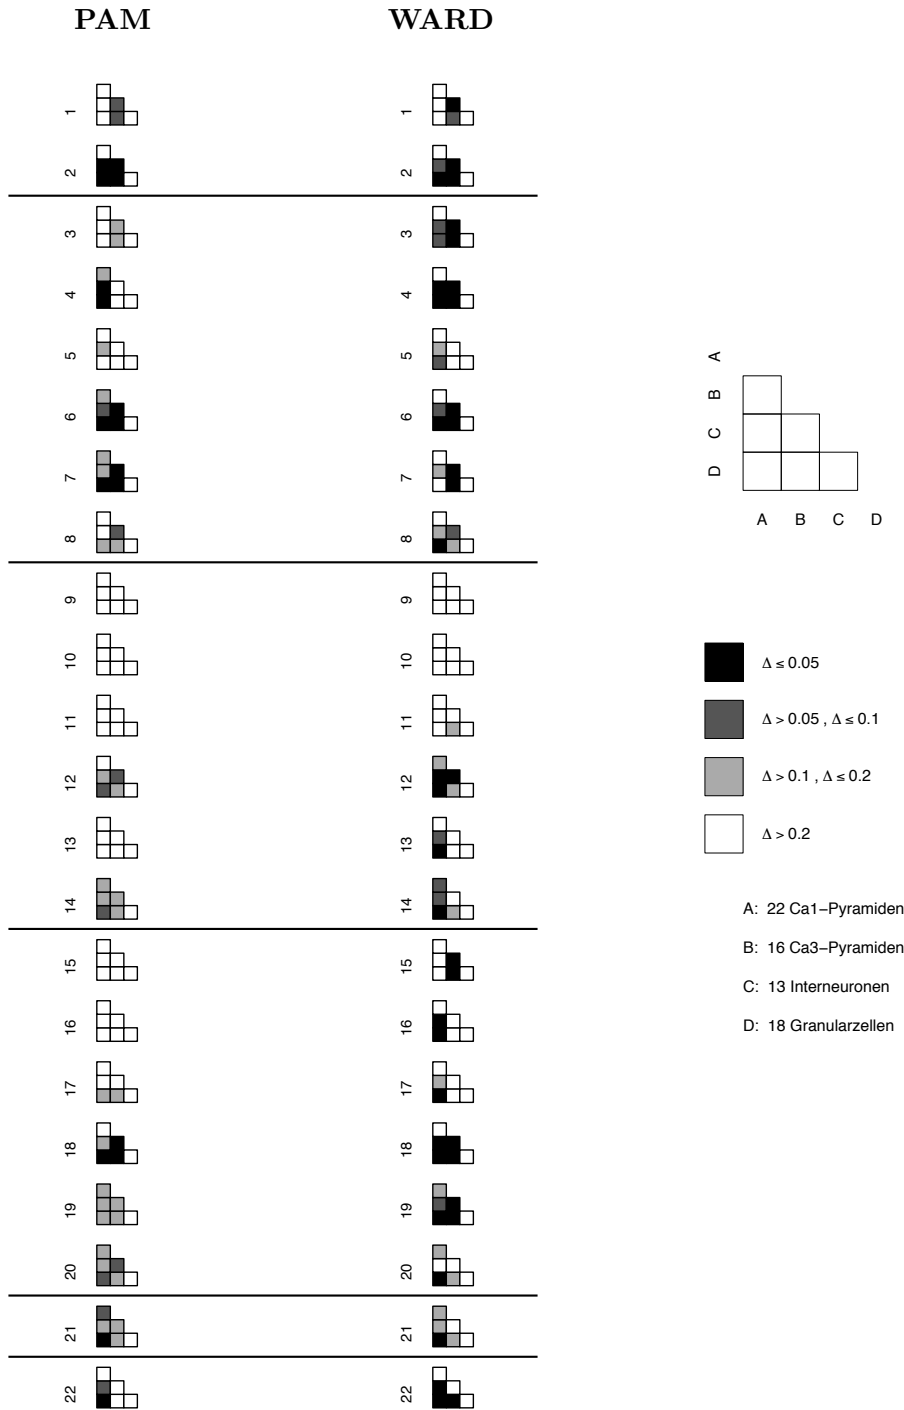 PAM WARD
1 1
2 2
3 3
4 4
5 5
6 6
7 7
8 8
9 9
10 10
11 11
12 12
13 13
14 14
15 15
16 16
17 17
18 18
19 19
20 20
21 21
22 22
A
B
C
D
A B C D
Δ ≤ 0.05
Δ > 0.05 , Δ ≤ 0.1
Δ > 0.1 , Δ ≤ 0.2
Δ > 0.2
A: 22 Ca1−Pyramiden
B: 16 Ca3−Pyramiden
C: 13 Interneuronen
D: 18 Granularzellen